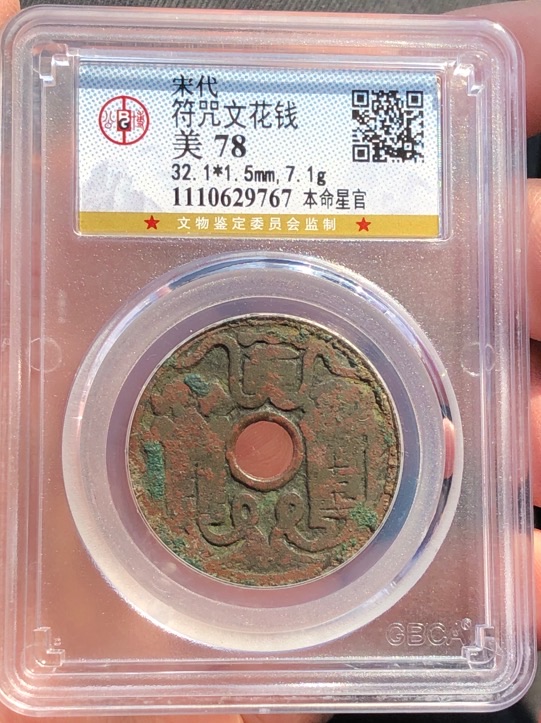 宋代
符咒文花钱
美 78
32.1*1.5mm,7.1g
1110629767 本命星官
★ 文物鉴定委员会监制 ★
GBCA